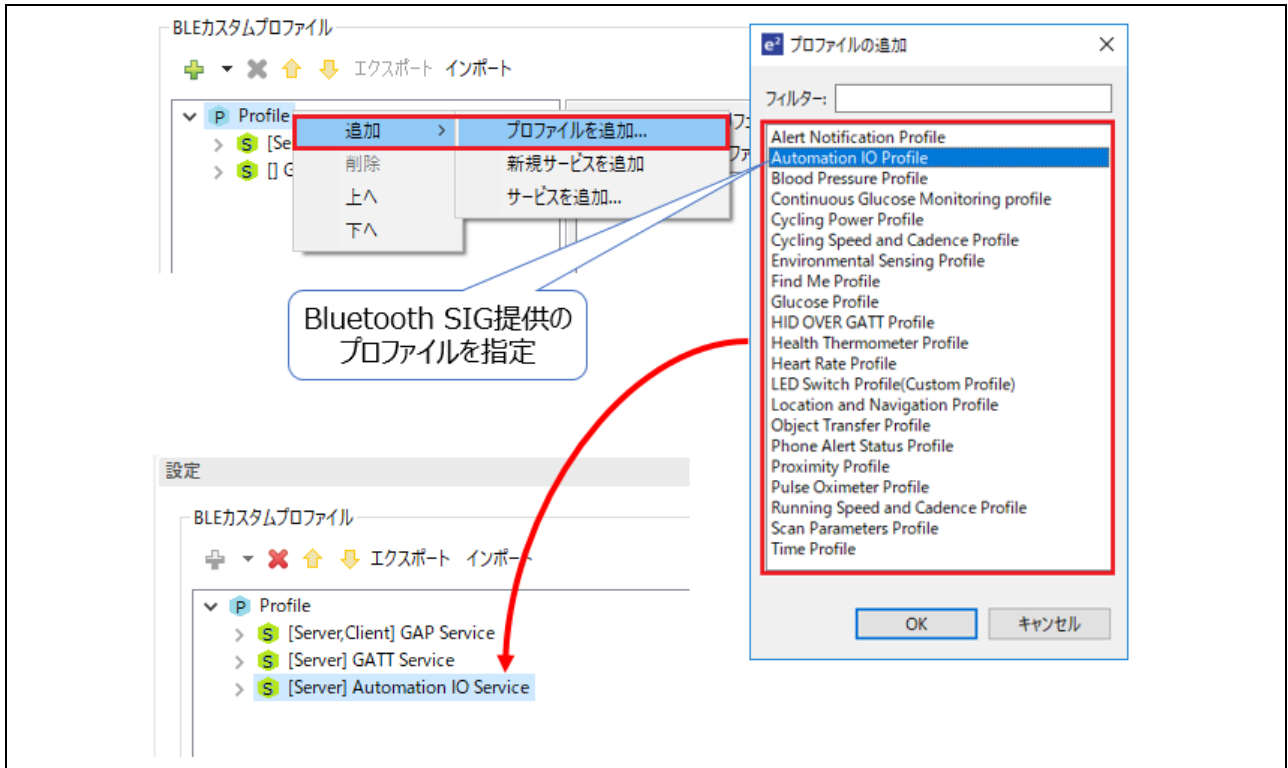 BLEカスタムプロファイル
エクスポート インポート
Profile
[Se
[] G
追加 >
削除
上へ
下へ
プロファイルを追加...
新規サービスを追加
サービスを追加...
Bluetooth SIG提供の
プロファイルを指定
e² プロファイルの追加
フィルター:
Alert Notification Profile
Automation IO Profile
Blood Pressure Profile
Continuous Glucose Monitoring profile
Cycling Power Profile
Cycling Speed and Cadence Profile
Environmental Sensing Profile
Find Me Profile
Glucose Profile
HID OVER GATT Profile
Health Thermometer Profile
Heart Rate Profile
LED Switch Profile(Custom Profile)
Location and Navigation Profile
Object Transfer Profile
Phone Alert Status Profile
Proximity Profile
Pulse Oximeter Profile
Running Speed and Cadence Profile
Scan Parameters Profile
Time Profile
OK キャンセル
設定
BLEカスタムプロファイル
エクスポート インポート
P Profile
S [Server,Client] GAP Service
S [Server] GATT Service
S [Server] Automation IO Service